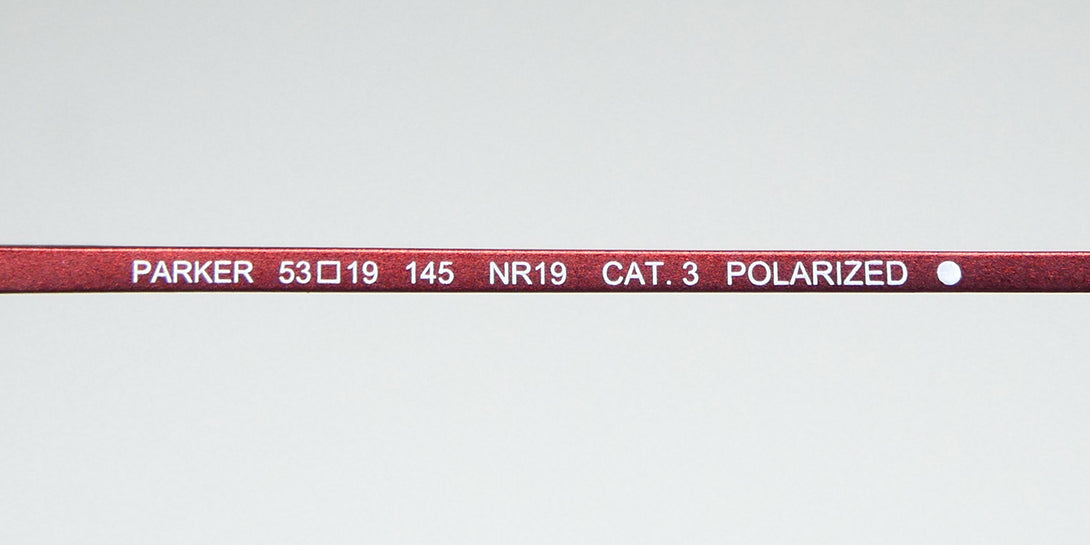 PARKER 53□19 145 NR19 CAT. 3 POLARIZED